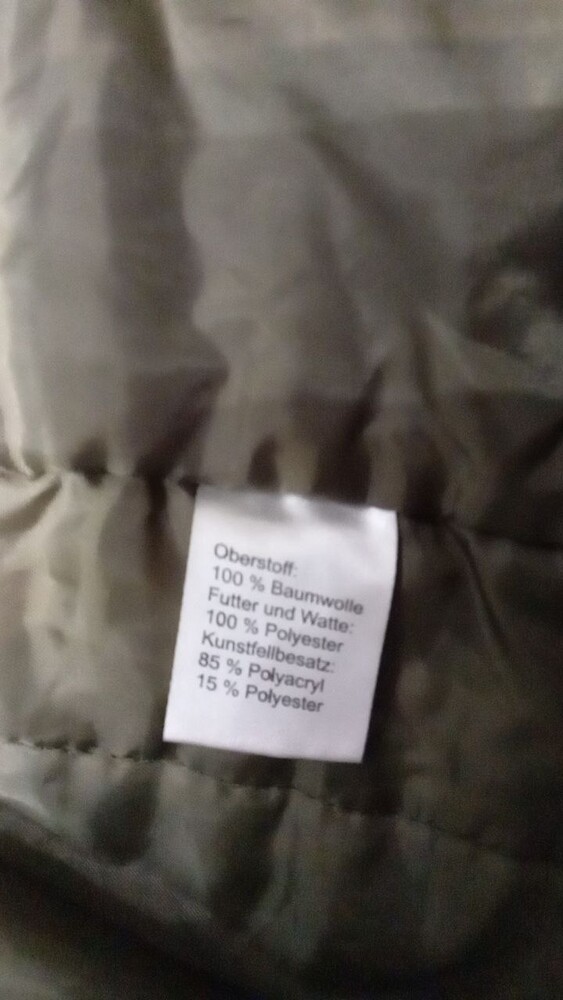 Oberstoff:
100 % Baumwolle
Futter und Watte:
100 % Polyester
Kunstfellbesatz:
85 % Polyacryl
15 % Polyester